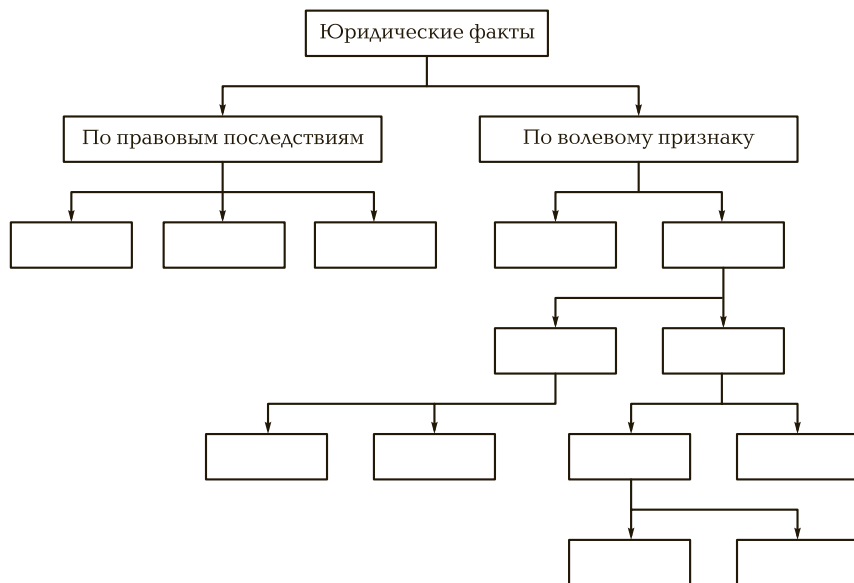 Юридические факты
По правовым последствиям
По волевому признаку